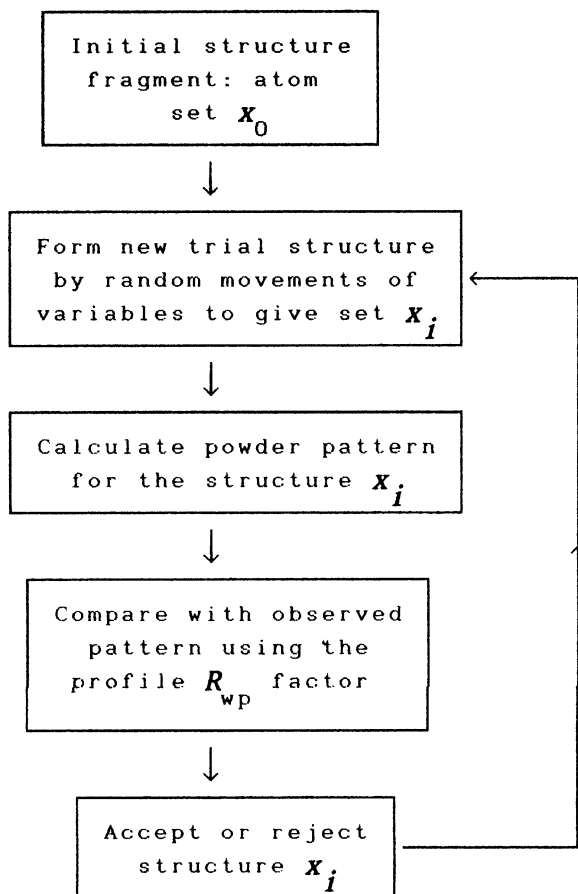 Initial structure
fragment: atom
set X₀
↓
Form new trial structure
by random movements of
variables to give set Xᵢ
↓
Calculate powder pattern
for the structure Xᵢ
↓
Compare with observed
pattern using the
profile R_wp factor
↓
Accept or reject
structure Xᵢ